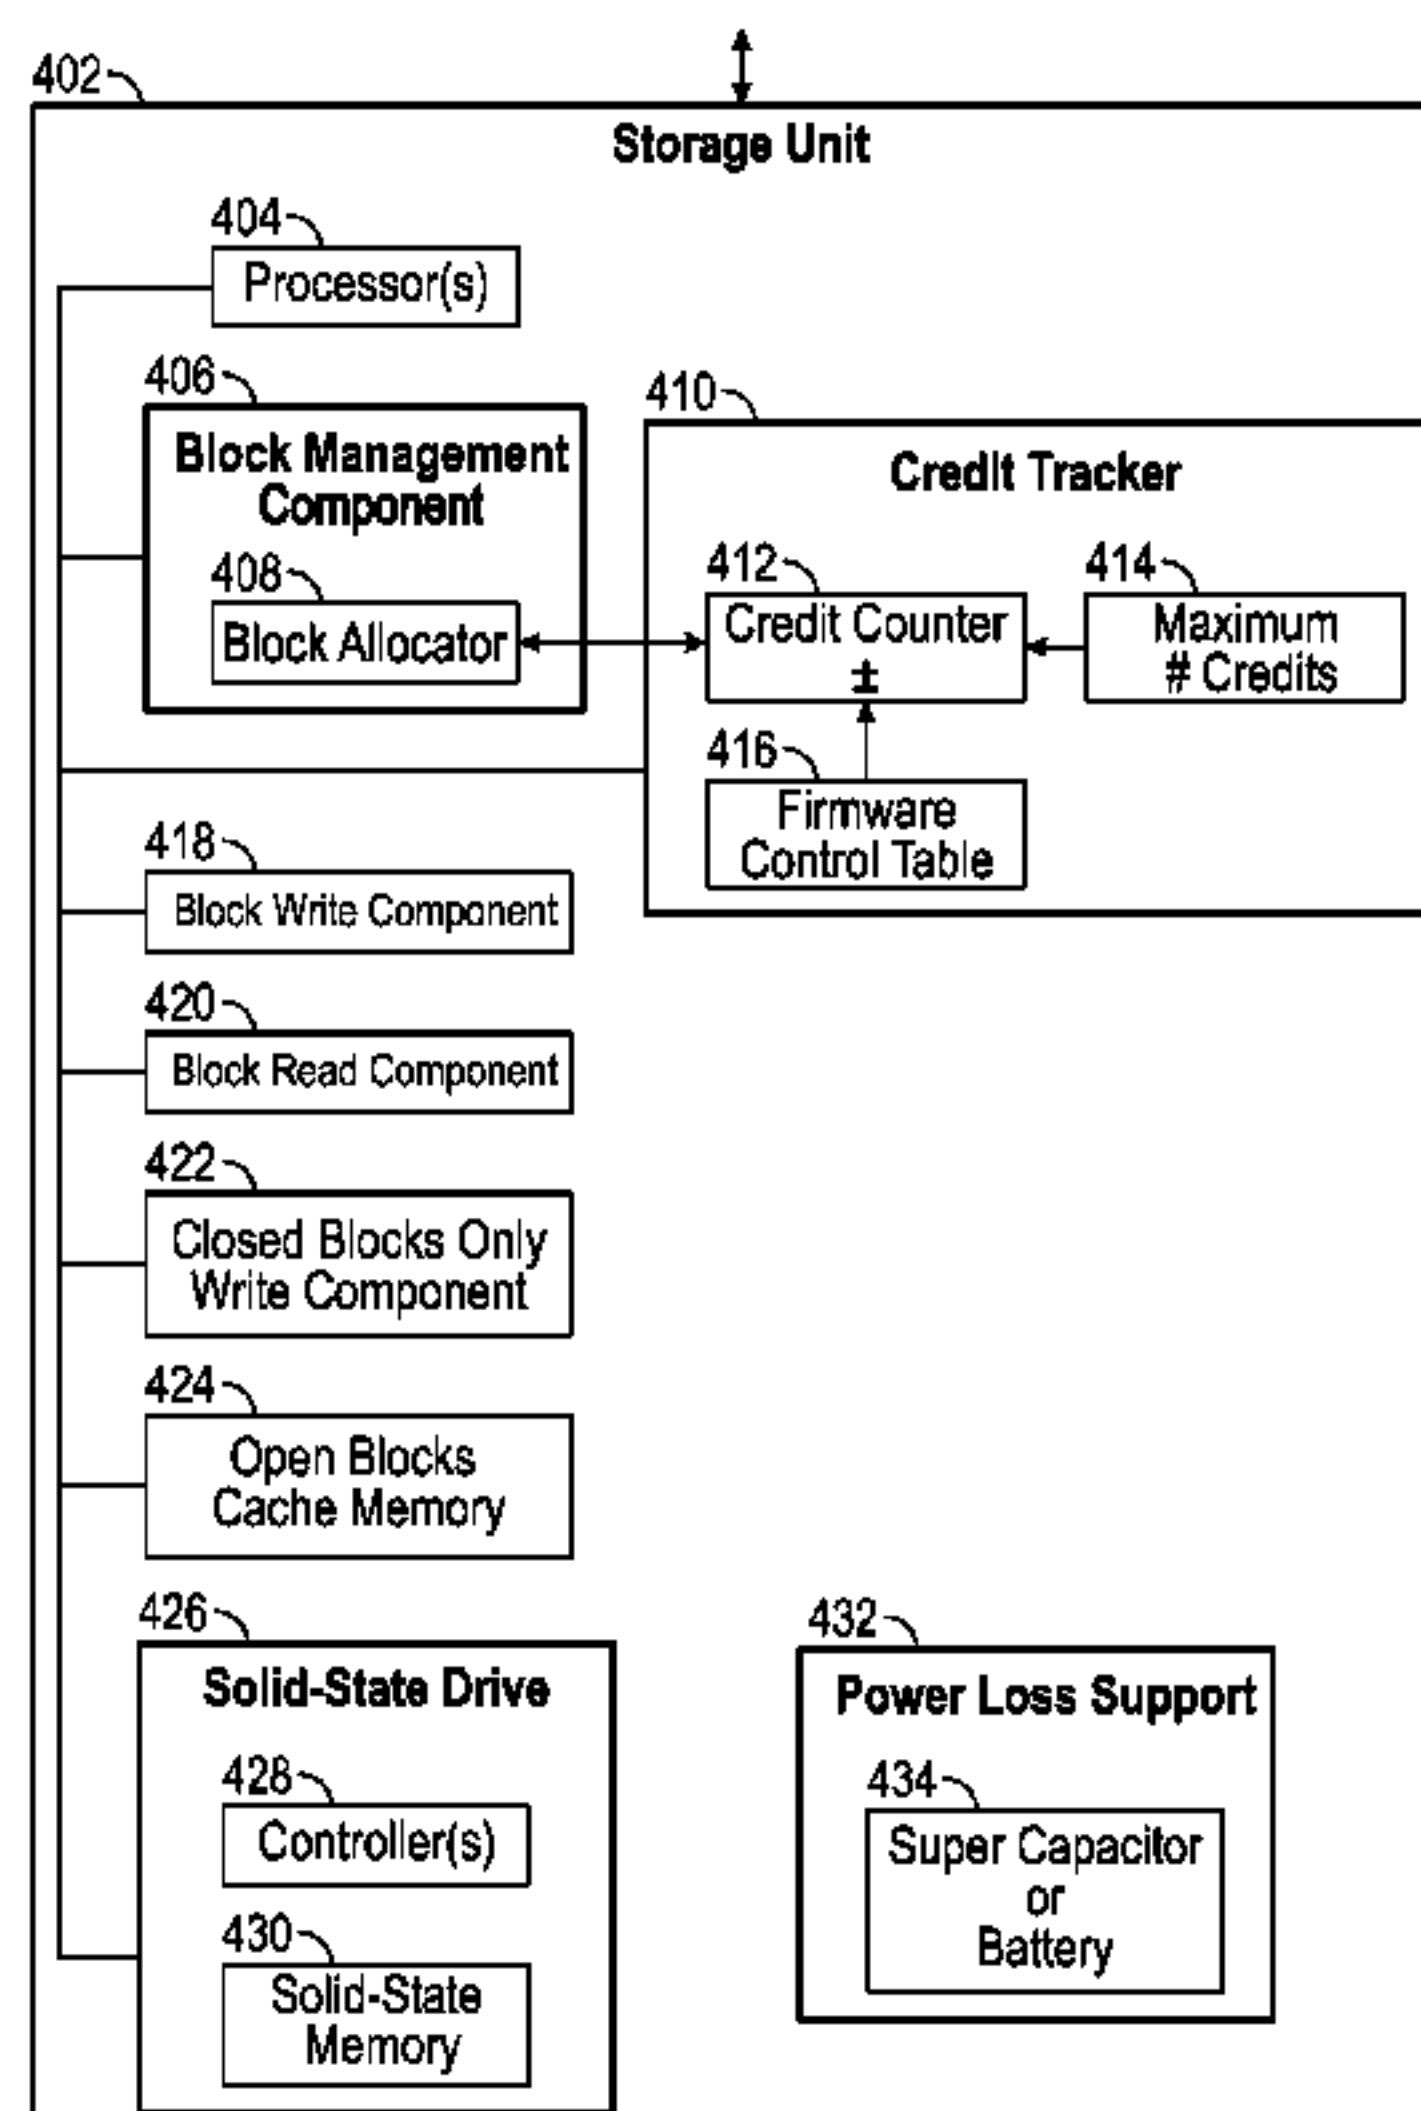 402
Storage Unit
404
Processor(s)
406
Block Management
Component
408
Block Allocator
410
Credit Tracker
412
Credit Counter
±
414
Maximum
# Credits
416
Firmware
Control Table
418
Block Write Component
420
Block Read Component
422
Closed Blocks Only
Write Component
424
Open Blocks
Cache Memory
426
Solid-State Drive
428
Controller(s)
430
Solid-State
Memory
432
Power Loss Support
434
Super Capacitor
or
Battery